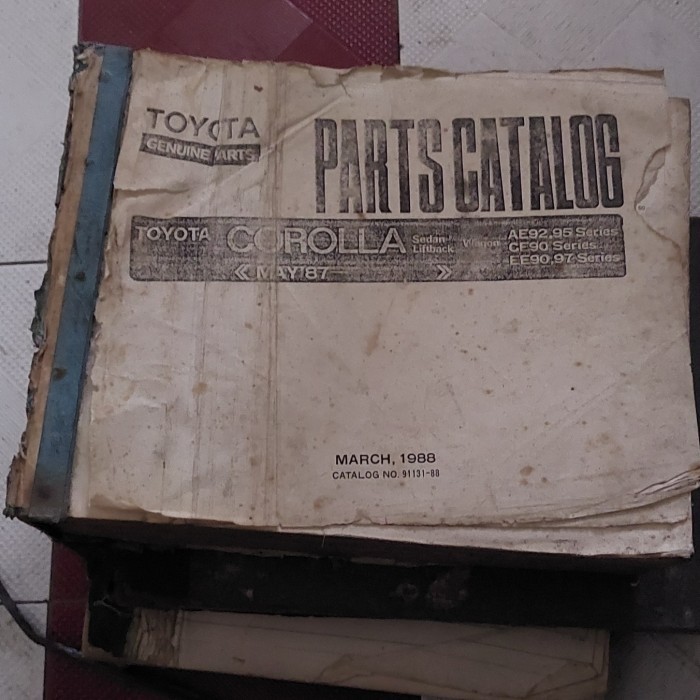 TOYOTA
GENUINE PARTS
PARTS CATALOG
TOYOTA COROLLA Sedan Liftback Wagon
AE92,95 Series
CE90 Series
EE90,97 Series
MAY'87
MARCH, 1988
CATALOG NO. 91131-88